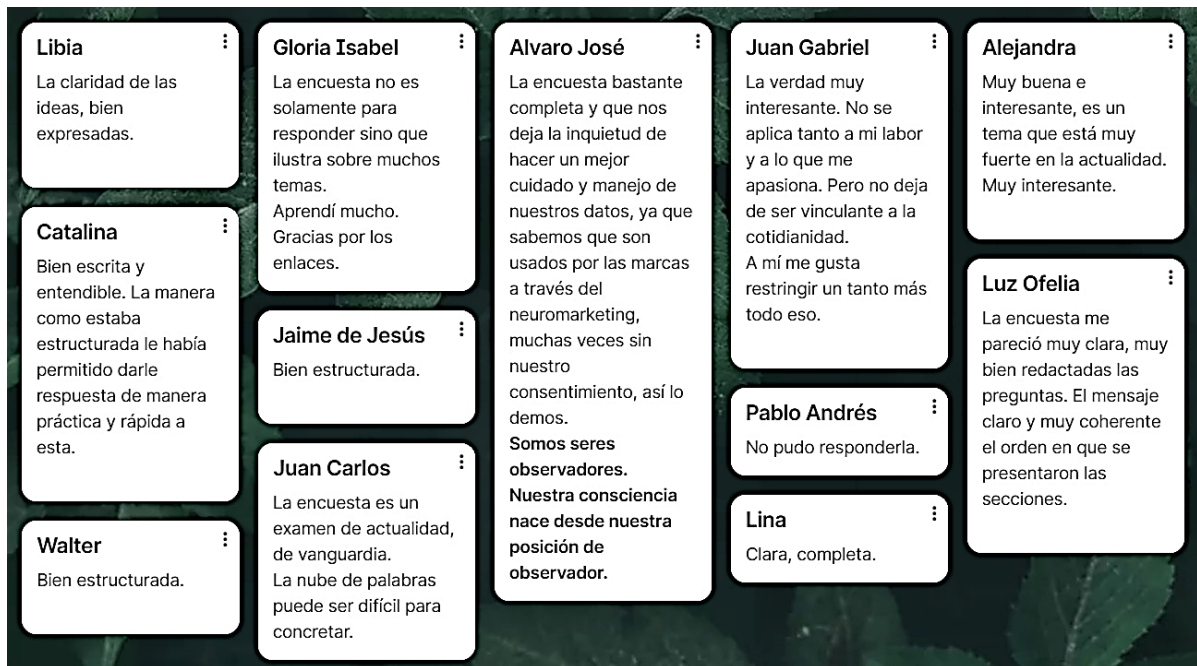 Libia
La claridad de las
ideas, bien
expresadas.
Catalina
Bien escrita y
entendible. La manera
como estaba
estructurada le había
permitido darle
respuesta de manera
práctica y rápida a
esta.
Walter
Bien estructurada.
Gloria Isabel
La encuesta no es
solamente para
responder sino que
ilustra sobre muchos
temas.
Aprendí mucho.
Gracias por los
enlaces.
Jaime de Jesús
Bien estructurada.
Juan Carlos
La encuesta es un
examen de actualidad,
de vanguardia.
La nube de palabras
puede ser difícil para
concretar.
Alvaro José
La encuesta bastante
completa y que nos
deja la inquietud de
hacer un mejor
cuidado y manejo de
nuestros datos, ya que
sabemos que son
usados por las marcas
a través del
neuromarketing,
muchas veces sin
nuestro
consentimiento, así lo
demos.
Somos seres
observadores.
Nuestra consciencia
nace desde nuestra
posición de
observador.
Juan Gabriel
La verdad muy
interesante. No se
aplica tanto a mi labor
y a lo que me
apasiona. Pero no deja
de ser vinculante a la
cotidianidad.
A mí me gusta
restringir un tanto más
todo eso.
Pablo Andrés
No pudo responderla.
Lina
Clara, completa.
Alejandra
Muy buena e
interesante, es un
tema que está muy
fuerte en la actualidad.
Muy interesante.
Luz Ofelia
La encuesta me
pareció muy clara, muy
bien redactadas las
preguntas. El mensaje
claro y muy coherente
el orden en que se
presentaron las
secciones.